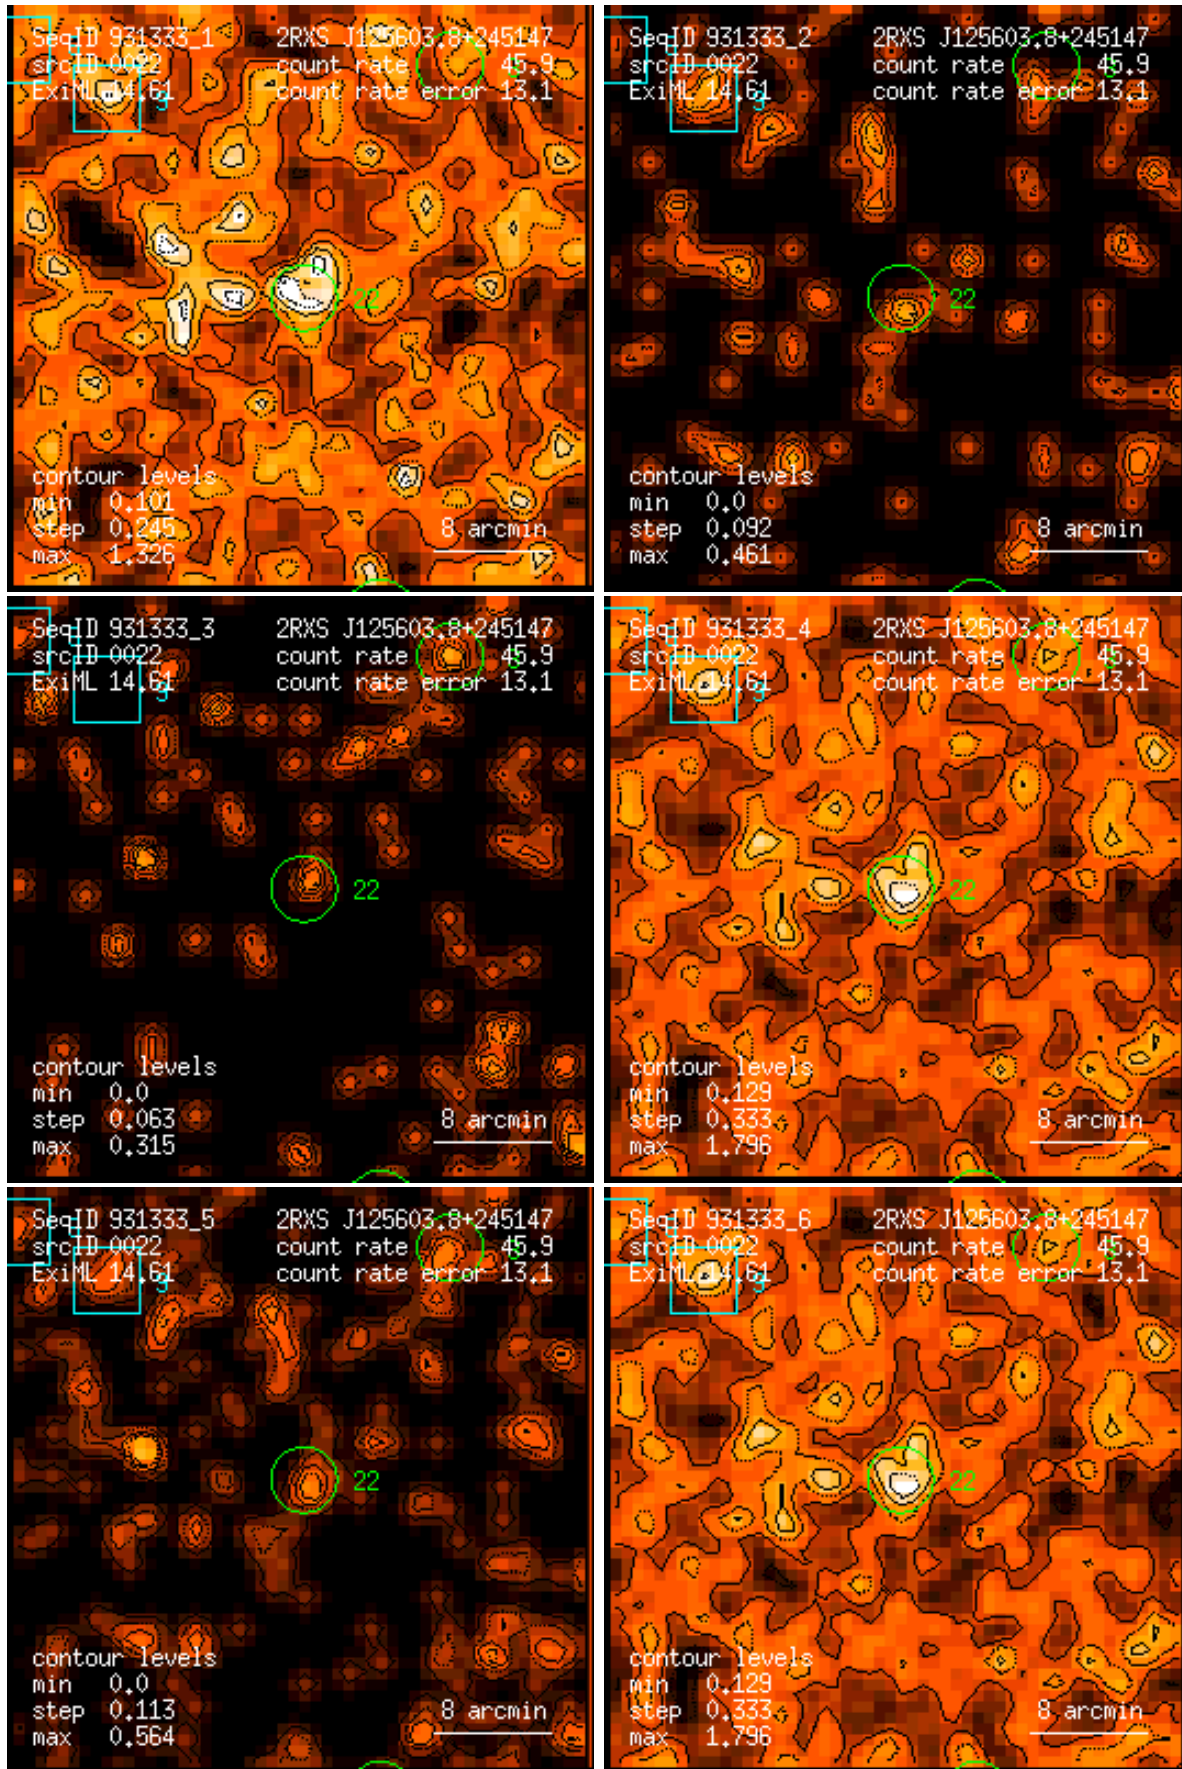 SeqID 931333_1 2RXS J125603.8+245147
srcID 0022 count rate 45.9
ExiML 14.61 count rate error 13.1
9
22
contour levels
min 0.101
step 0.245
max 1.326
8 arcmin
SeqID 931333_2 2RXS J125603.8+245147
srcID 0022 count rate 45.9
ExiML 14.61 count rate error 13.1
9
22
contour levels
min 0.0
step 0.092
max 0.461
8 arcmin
SeqID 931333_3 2RXS J125603.8+245147
srcID 0022 count rate 45.9
ExiML 14.61 count rate error 13.1
9
22
contour levels
min 0.0
step 0.063
max 0.315
8 arcmin
SeqID 931333_4 2RXS J125603.8+245147
srcID 0022 count rate 45.9
ExiML 14.61 count rate error 13.1
9
22
contour levels
min 0.129
step 0.333
max 1.796
8 arcmin
SeqID 931333_5 2RXS J125603.8+245147
srcID 0022 count rate 45.9
ExiML 14.61 count rate error 13.1
9
22
contour levels
min 0.0
step 0.113
max 0.564
8 arcmin
SeqID 931333_6 2RXS J125603.8+245147
srcID 0022 count rate 45.9
ExiML 14.61 count rate error 13.1
9
22
contour levels
min 0.129
step 0.333
max 1.796
8 arcmin